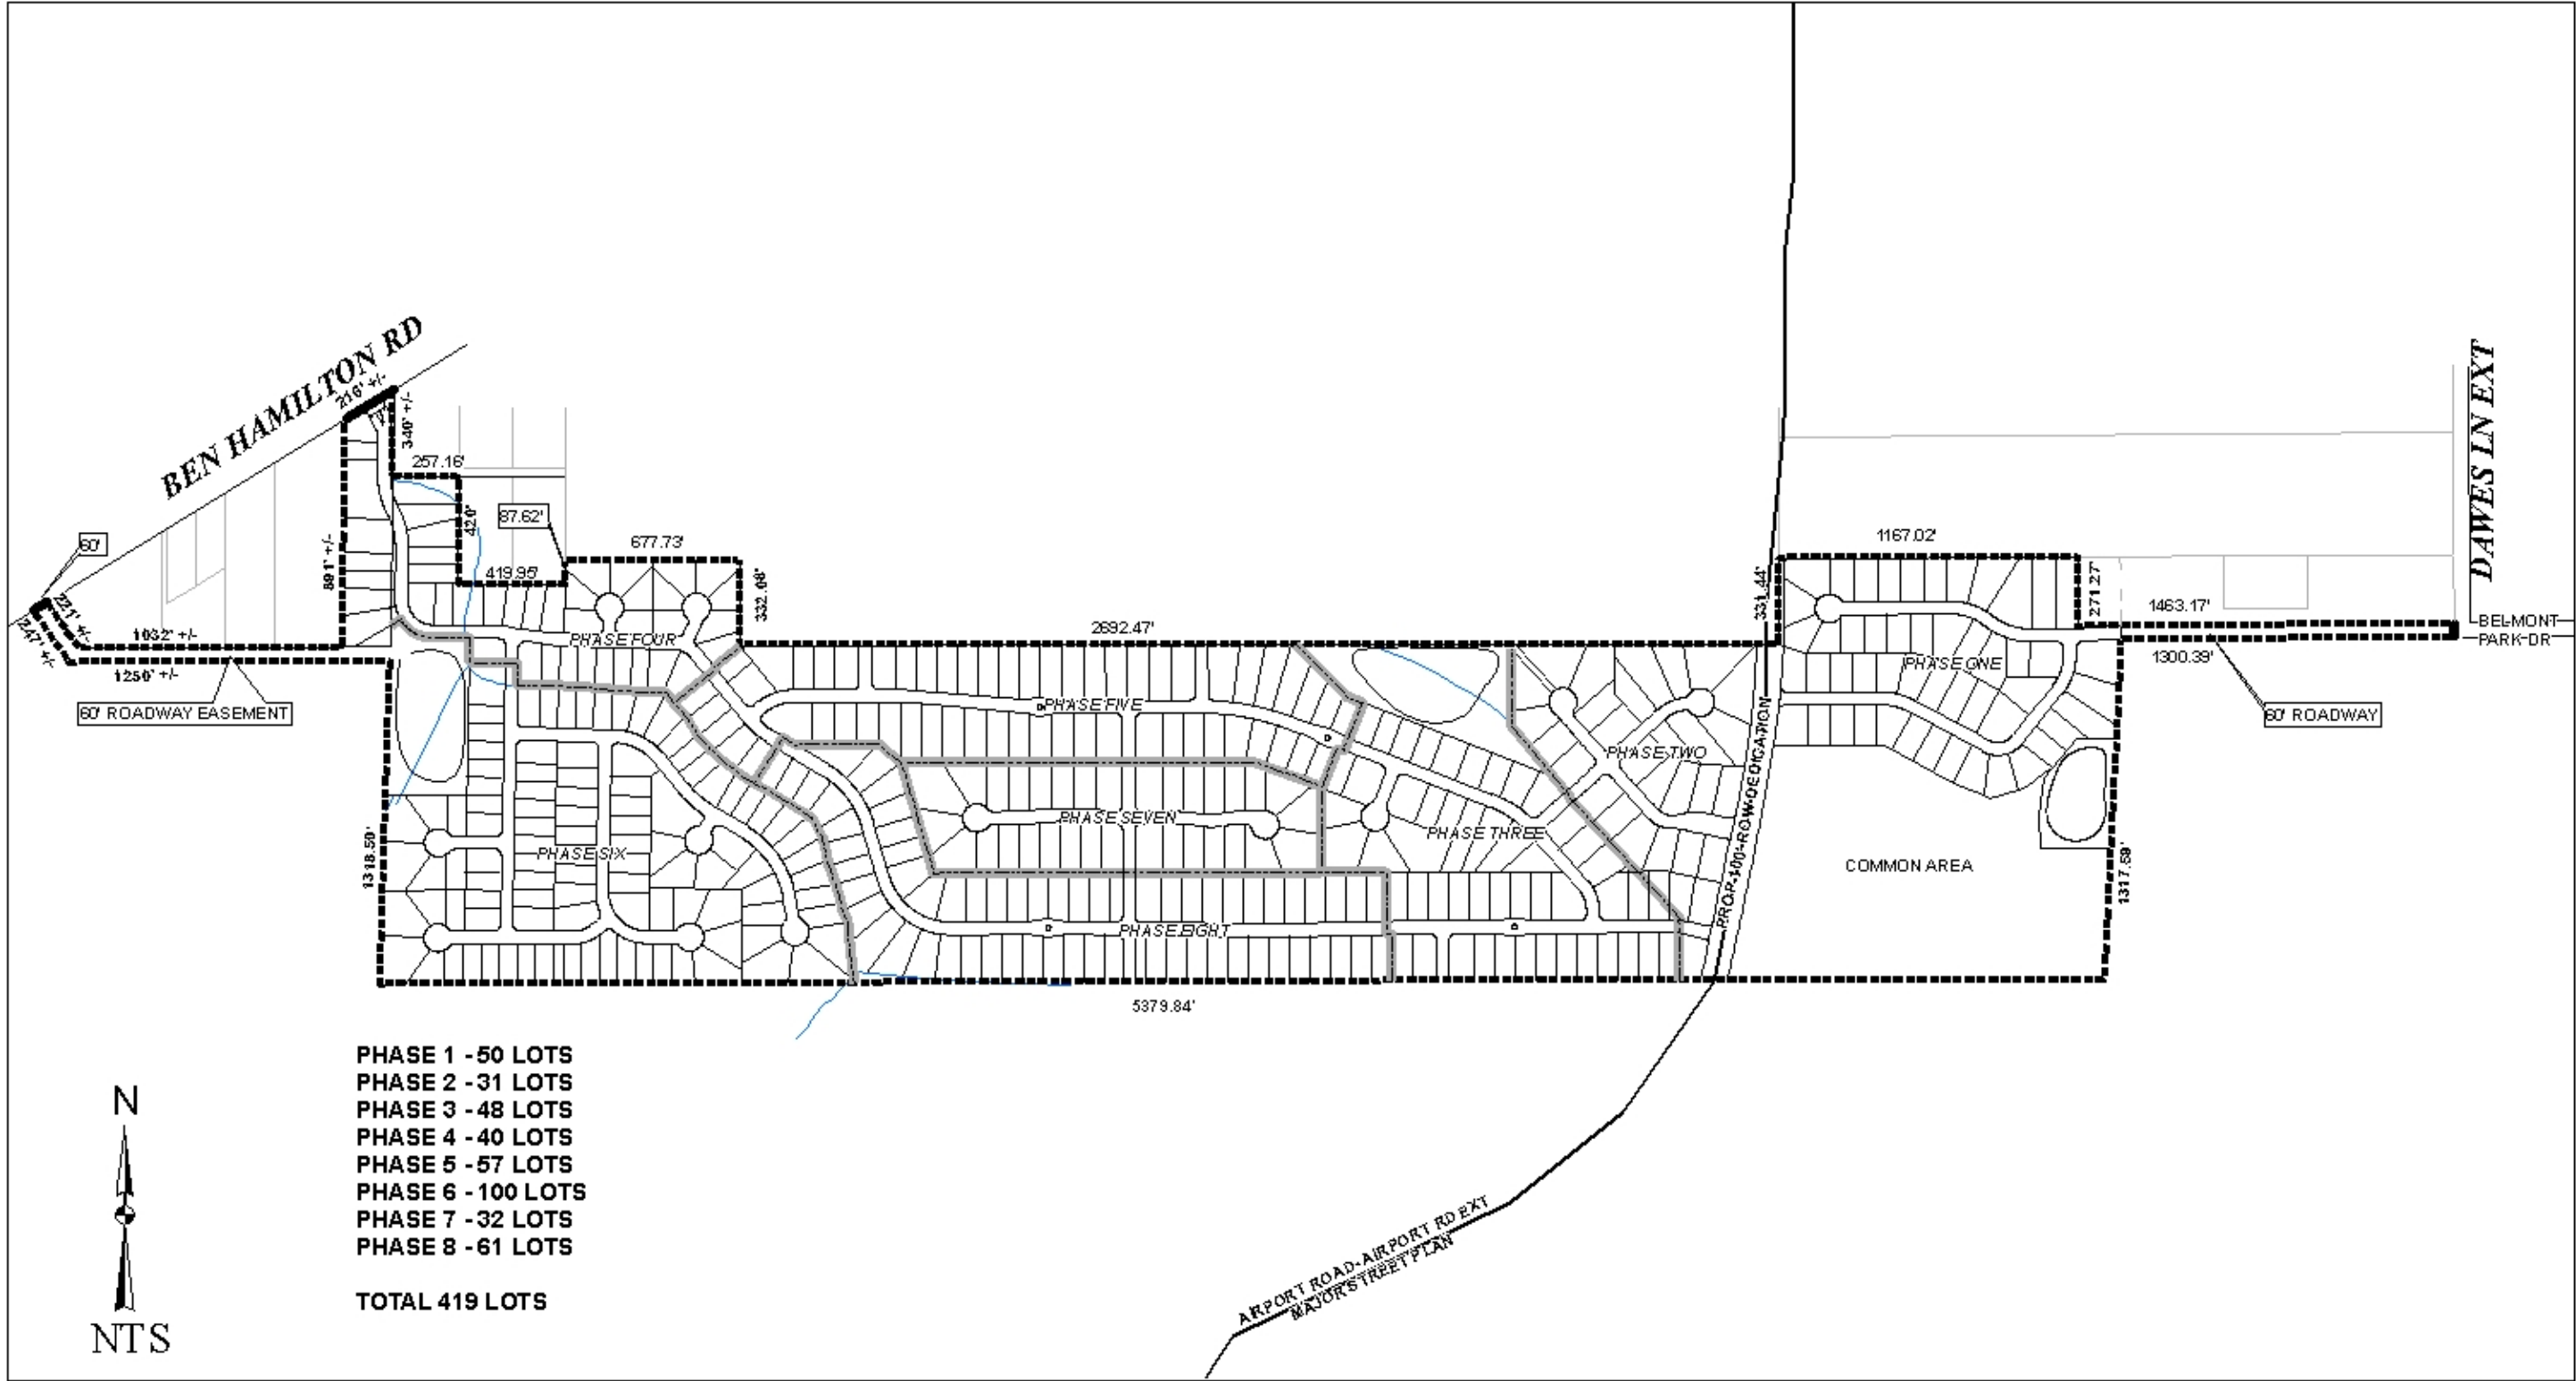 BEN HAMILTON RD
216' +/-
340' +/-
257.16'
420'
87.62'
60'
221' +/-
247' +/-
891' +/-
419.95'
677.73'
332.08'
1032' +/-
1250' +/-
60' ROADWAY EASEMENT
2692.47'
331.44'
1167.02'
271.27'
1463.17'
1300.39'
60' ROADWAY
DAWES LN EXT
BELMONT
PARK DR
PHASE FOUR
PHASE ONE
PHASE FIVE
PHASE TWO
PROP 100' ROW DEDICATION
PHASE SEVEN
PHASE THREE
PHASE SIX
COMMON AREA
1318.50'
1317.59'
PHASE EIGHT
5379.84'
PHASE 1 - 50 LOTS
PHASE 2 - 31 LOTS
PHASE 3 - 48 LOTS
PHASE 4 - 40 LOTS
PHASE 5 - 57 LOTS
PHASE 6 - 100 LOTS
PHASE 7 - 32 LOTS
PHASE 8 - 61 LOTS
TOTAL 419 LOTS
N
NTS
AIRPORT ROAD-AIRPORT RD EXT
MAJOR STREET PLAN